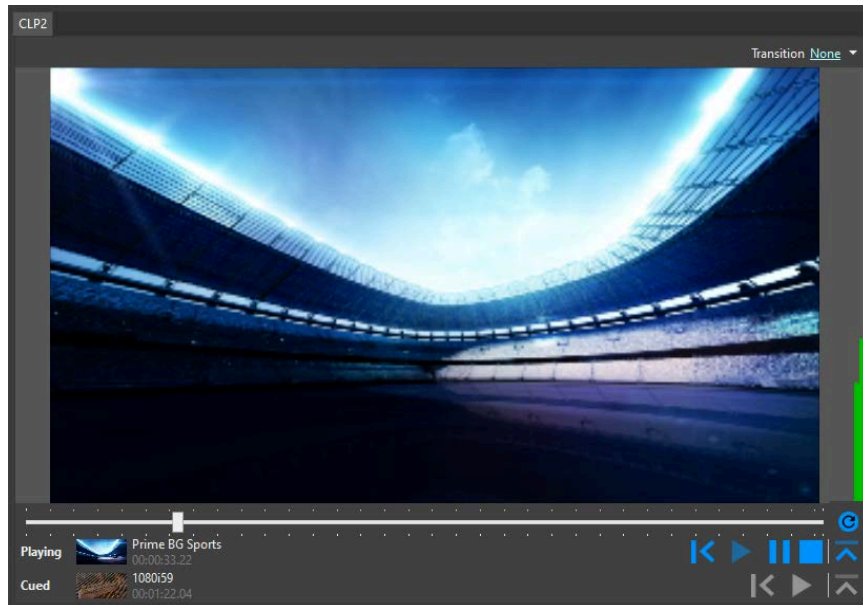 CLP2
Transition None
Playing
Prime BG Sports
00:00:33.22
Cued
1080i59
00:01:22.04